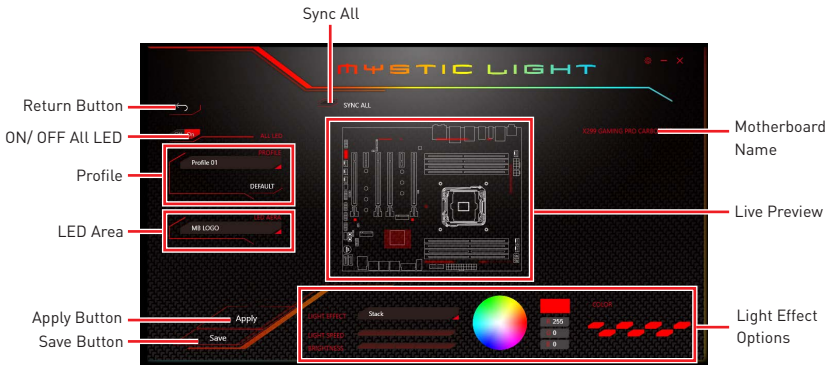 Sync All
MYSTIC LIGHT
SYNC ALL
Return Button
ON/ OFF All LED
ALL LED
X299 GAMING PRO CARBON
Motherboard
Name
Profile
PROFILE
Profile 01
DEFAULT
LED Area
LED AERA
MB LOGO
Live Preview
Apply Button
Apply
Save Button
Save
LIGHT EFFECT
Stack
LIGHT SPEED
BRIGHTNESS
255
0
0
COLOR
Light Effect
Options